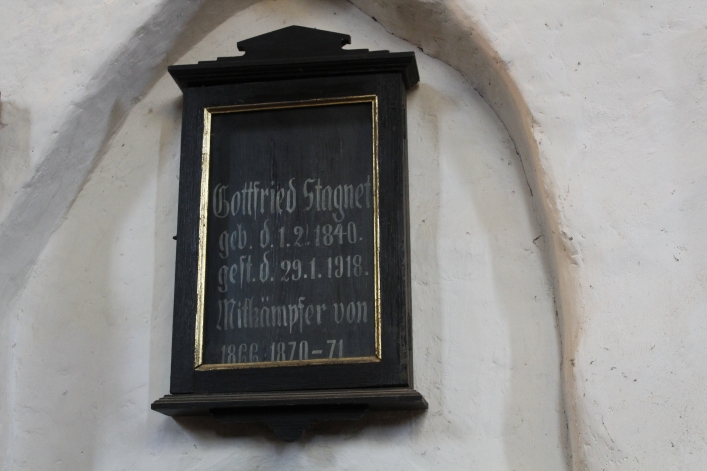 Gottfried Stagnet
geb. d. 1.2. 1840.
gest. d. 29.1. 1918.
Mitkämpfer von
1866. 1870-71